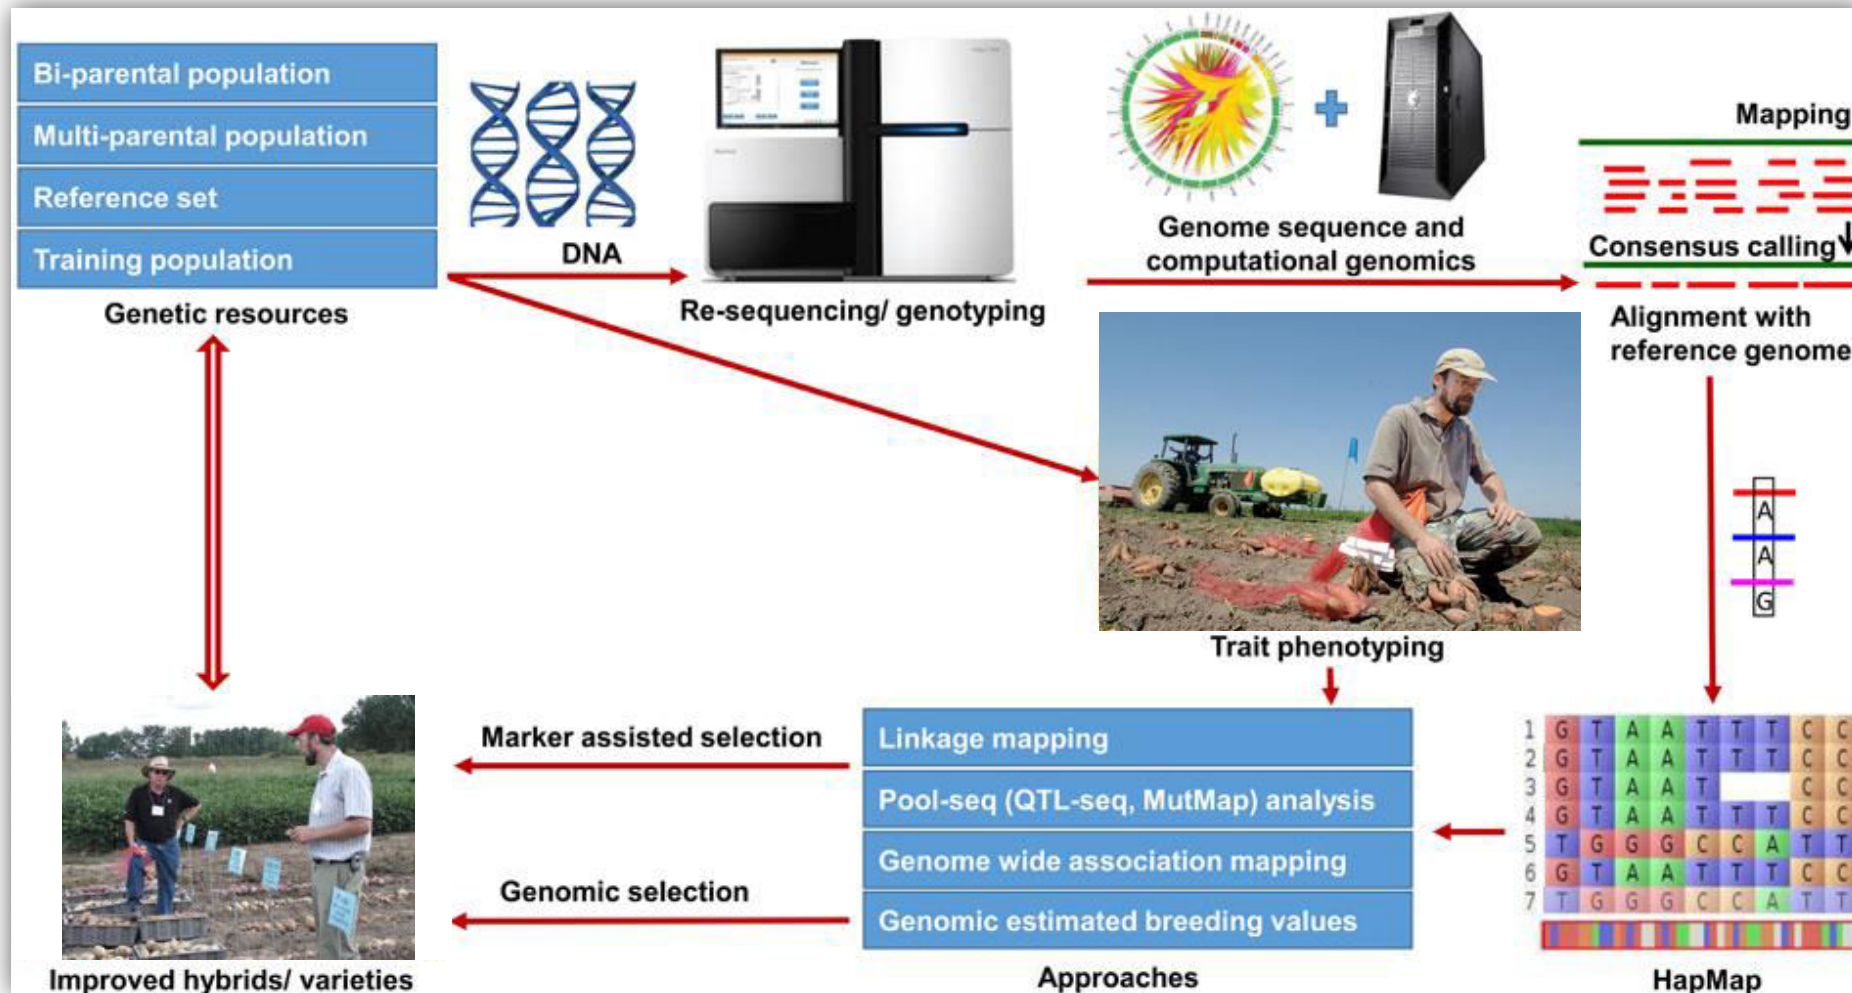 Bi-parental population
Multi-parental population
Reference set
Training population
Genetic resources
DNA
Re-sequencing/ genotyping
Genome sequence and
computational genomics
Mapping
Consensus calling
Alignment with
reference genome
A
A
G
Trait phenotyping
1 G T A A T T T C C
2 G T A A T T T C C
3 G T A A T C C
4 G T A A T T T C C
5 T G G G C C A T T
6 G T A A T T T C C
7 T G G G C C A T T
HapMap
Linkage mapping
Pool-seq (QTL-seq, MutMap) analysis
Genome wide association mapping
Genomic estimated breeding values
Approaches
Marker assisted selection
Genomic selection
Improved hybrids/ varieties